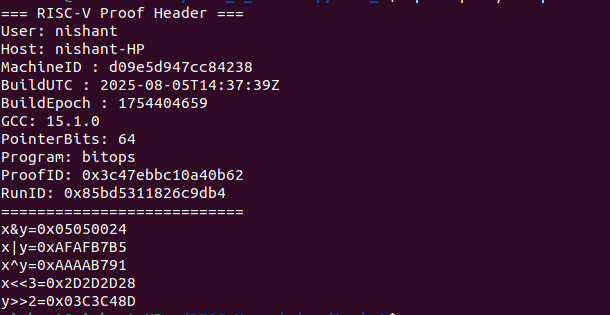 === RISC-V Proof Header ===
User: nishant
Host: nishant-HP
MachineID : d09e5d947cc84238
BuildUTC : 2025-08-05T14:37:39Z
BuildEpoch : 1754404659
GCC: 15.1.0
PointerBits: 64
Program: bitops
ProofID: 0x3c47ebbc10a40b62
RunID: 0x85bd5311826c9db4
===========================
x&y=0x05050024
x|y=0xAFAFB7B5
x^y=0xAAAAB791
x<<3=0x2D2D2D28
y>>2=0x03C3C48D